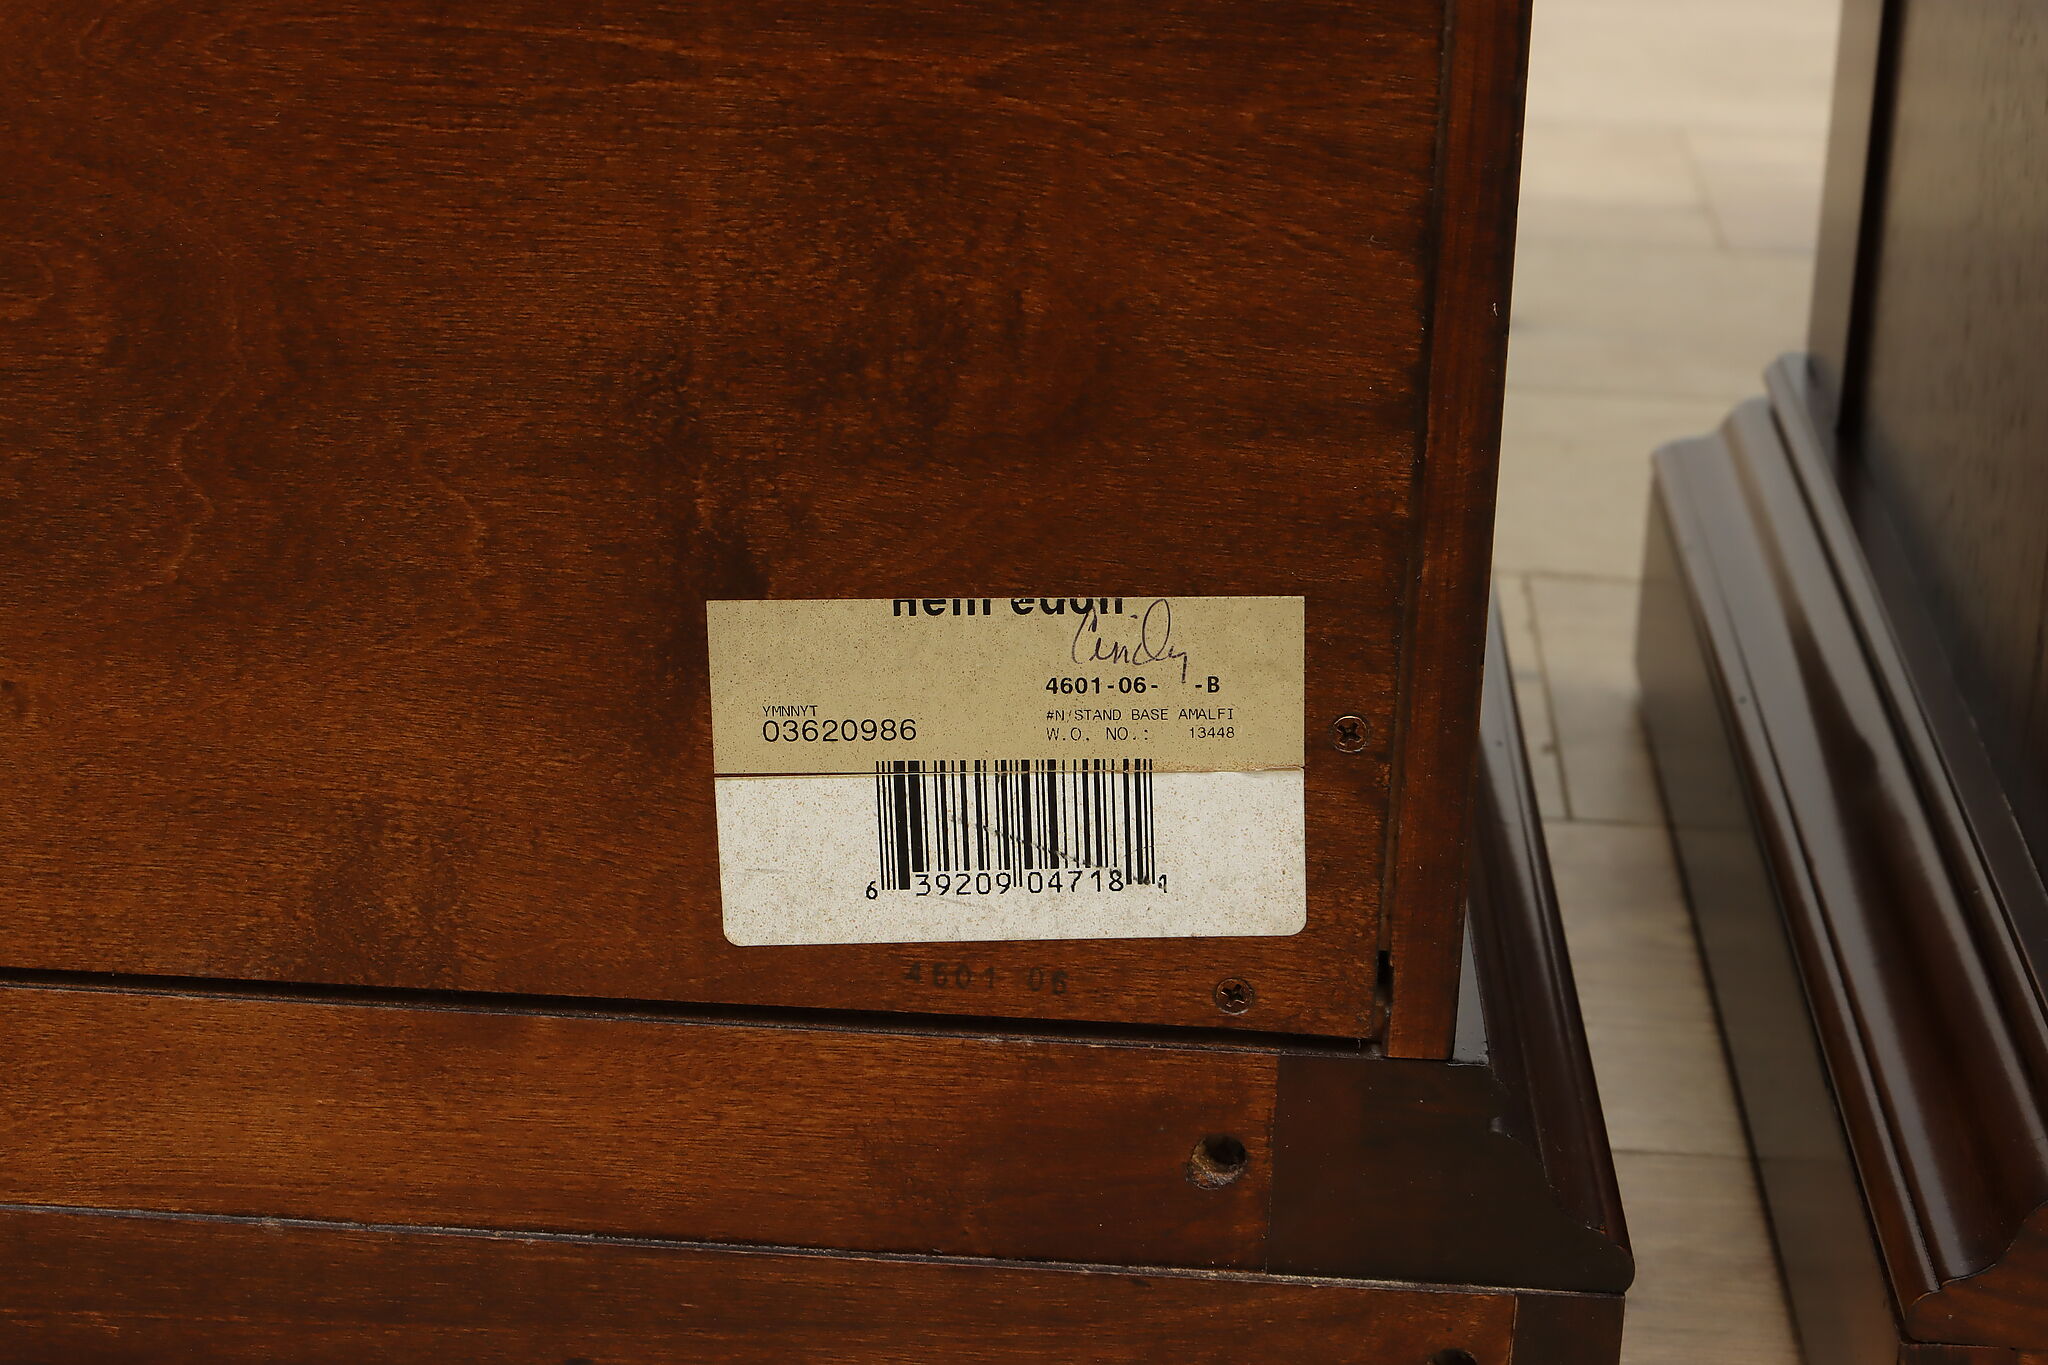 Cindy
4601-06- -B
YMNNYT
#N/STAND BASE AMALFI
03620986
W.O. NO.: 13448
6 39209 04718 1
4601 06